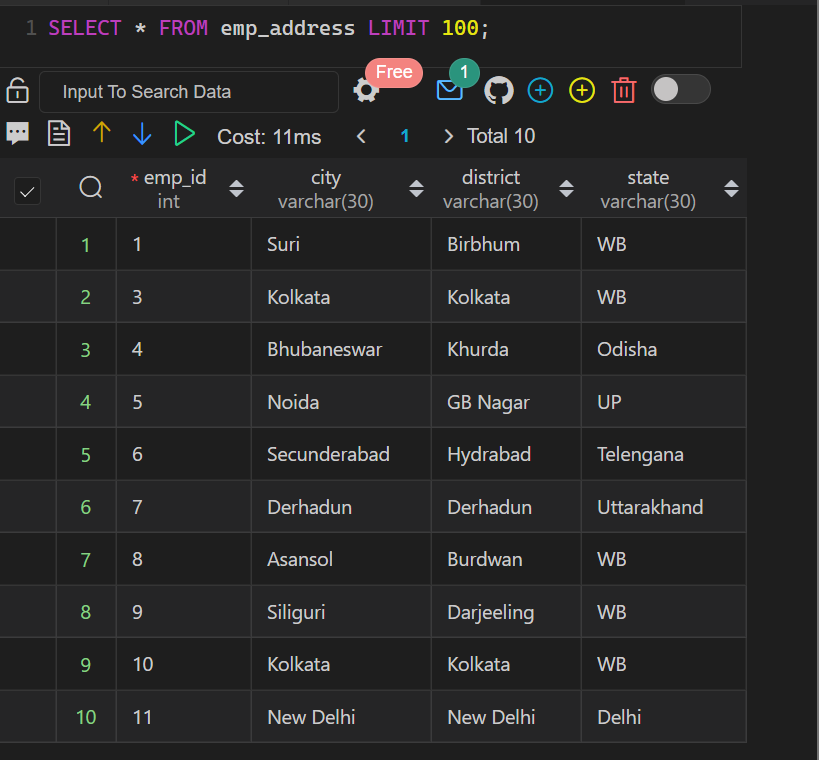 1 SELECT * FROM emp_address LIMIT 100;
Input To Search Data Free 1
Cost: 11ms 1 Total 10
* emp_id city district state
int varchar(30) varchar(30) varchar(30)
1 1 Suri Birbhum WB
2 3 Kolkata Kolkata WB
3 4 Bhubaneswar Khurda Odisha
4 5 Noida GB Nagar UP
5 6 Secunderabad Hydrabad Telengana
6 7 Derhadun Derhadun Uttarakhand
7 8 Asansol Burdwan WB
8 9 Siliguri Darjeeling WB
9 10 Kolkata Kolkata WB
10 11 New Delhi New Delhi Delhi